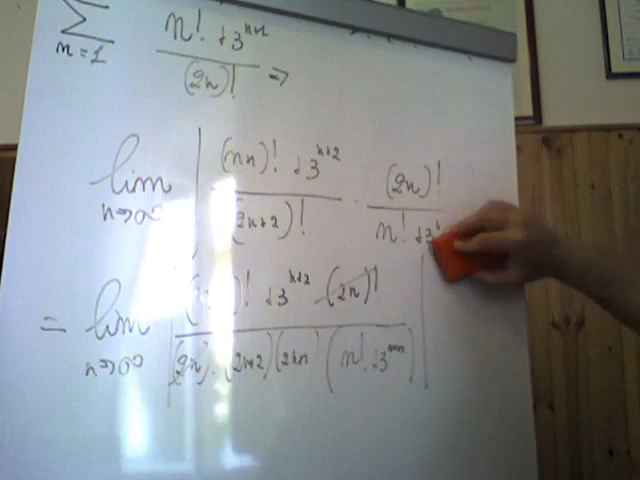 ∑ n=1 n! + 3^{n+1} / (2n)! ⇒
lim n→∞ | (n+1)! + 3^{n+2} / (2n+2)! · (2n)! / n! + 3
= lim n→∞ | )! + 3^{n+2} (2n)! / (2n)! · (2n+2)(2n+1) (n! + 3^{n+1}) |